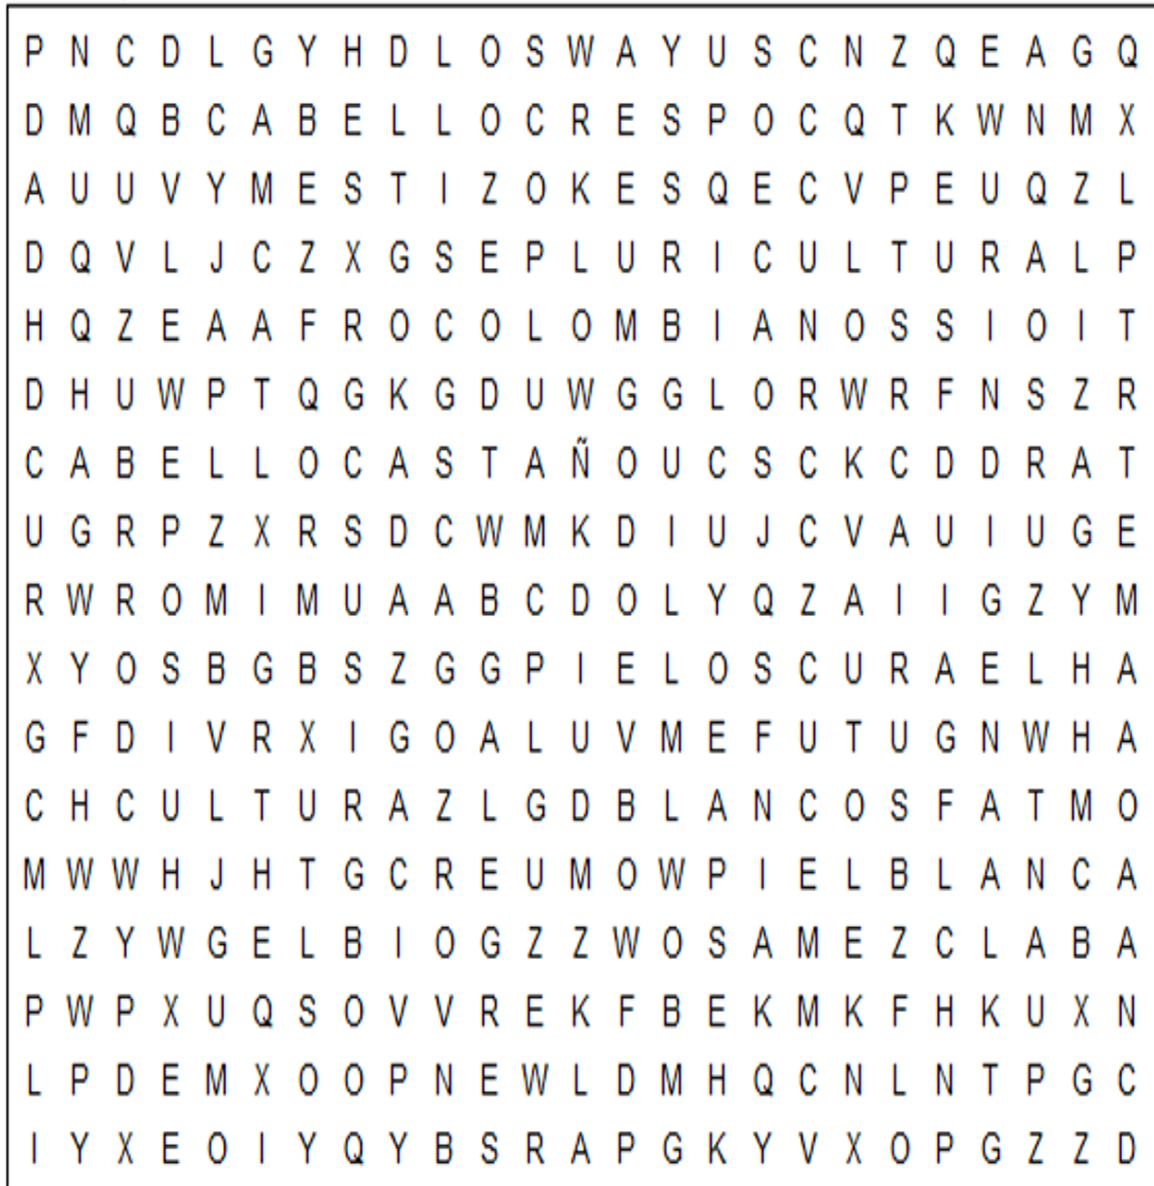 P N C D L G Y H D L O S W A Y U S C N Z Q E A G Q
D M Q B C A B E L L O C R E S P O C Q T K W N M X
A U U V Y M E S T I Z O K E S Q E C V P E U Q Z L
D Q V L J C Z X G S E P L U R I C U L T U R A L P
H Q Z E A A F R O C O L O M B I A N O S S I O I T
D H U W P T Q G K G D U W G G L O R W R F N S Z R
C A B E L L O C A S T A Ñ O U C S C K C D D R A T
U G R P Z X R S D C W M K D I U J C V A U I U G E
R W R O M I M U A A B C D O L Y Q Z A I I G Z Y M
X Y O S B G B S Z G G P I E L O S C U R A E L H A
G F D I V R X I G O A L U V M E F U T U G N W H A
C H C U L T U R A Z L G D B L A N C O S F A T M O
M W W H J H T G C R E U M O W P I E L B L A N C A
L Z Y W G E L B I O G Z Z W O S A M E Z C L A B A
P W P X U Q S O V V R E K F B E K M K F H K U X N
L P D E M X O O P N E W L D M H Q C N L N T P G C
I Y X E O I Y Q Y B S R A P G K Y V X O P G Z Z D